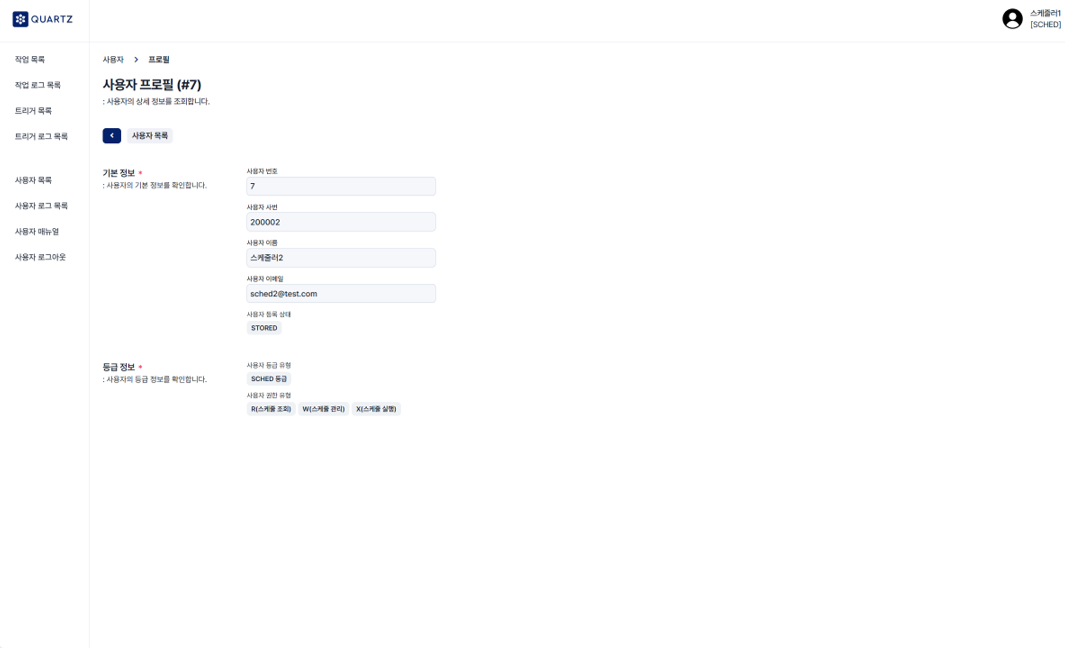 QUARTZ
스케줄러1
[SCHED]
작업 목록
작업 로그 목록
트리거 목록
트리거 로그 목록
사용자 목록
사용자 로그 목록
사용자 매뉴얼
사용자 로그아웃
사용자 > 프로필
사용자 프로필 (#7)
: 사용자의 상세 정보를 조회합니다.
사용자 목록
기본 정보 *
: 사용자의 기본 정보를 확인합니다.
사용자 번호
7
사용자 사번
200002
사용자 이름
스케줄러2
사용자 이메일
sched2@test.com
사용자 등록 상태
STORED
등급 정보 *
: 사용자의 등급 정보를 확인합니다.
사용자 등급 유형
SCHED 등급
사용자 권한 유형
R(스케줄 조회) W(스케줄 관리) X(스케줄 실행)